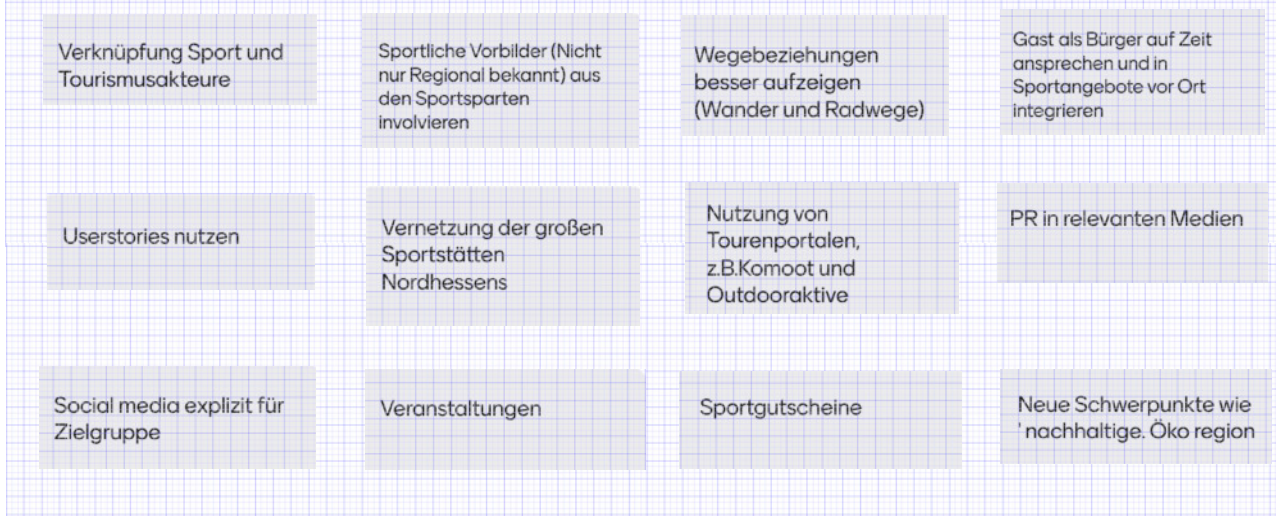 Verknüpfung Sport und
Tourismusakteure
Sportliche Vorbilder (Nicht
nur Regional bekannt) aus
den Sportsparten
involvieren
Wegebeziehungen
besser aufzeigen
(Wander und Radwege)
Gast als Bürger auf Zeit
ansprechen und in
Sportangebote vor Ort
integrieren
Userstories nutzen
Vernetzung der großen
Sportstätten
Nordhessens
Nutzung von
Tourenportalen,
z.B.Komoot und
Outdooraktive
PR in relevanten Medien
Social media explizit für
Zielgruppe
Veranstaltungen
Sportgutscheine
Neue Schwerpunkte wie
' nachhaltige. Öko region